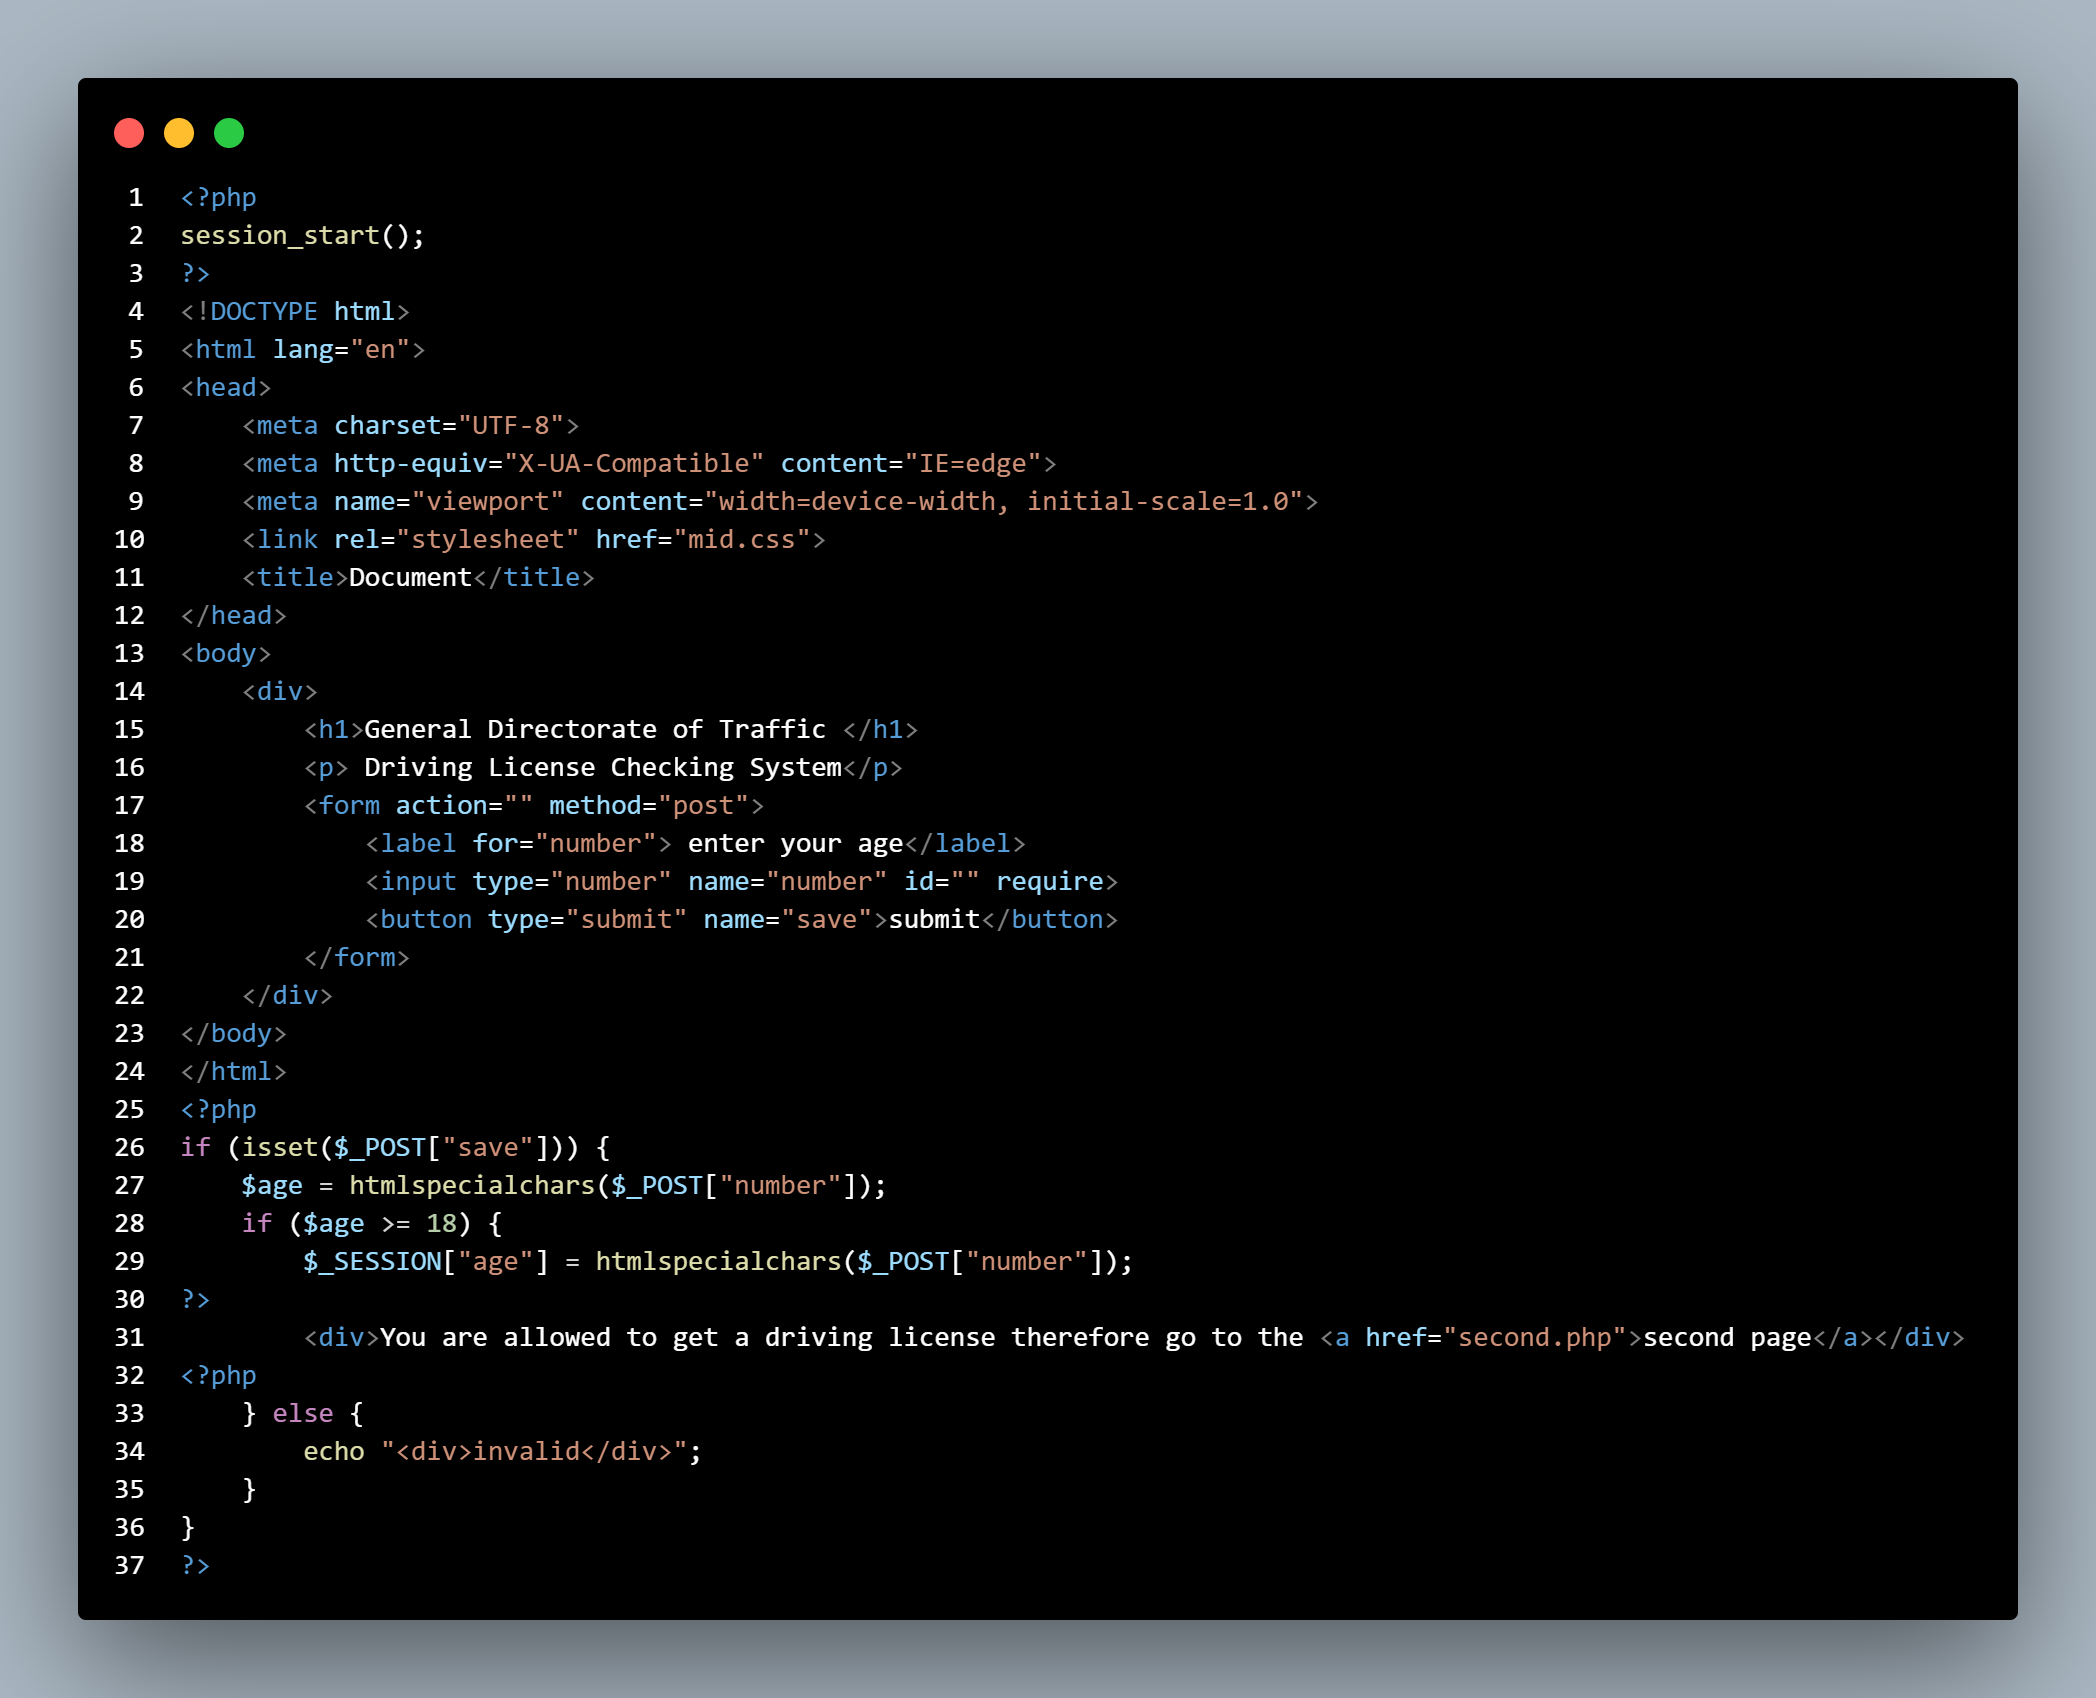 1 <?php
2 session_start();
3 ?>
4 <!DOCTYPE html>
5 <html lang="en">
6 <head>
7     <meta charset="UTF-8">
8     <meta http-equiv="X-UA-Compatible" content="IE=edge">
9     <meta name="viewport" content="width=device-width, initial-scale=1.0">
10     <link rel="stylesheet" href="mid.css">
11     <title>Document</title>
12 </head>
13 <body>
14     <div>
15         <h1>General Directorate of Traffic </h1>
16         <p> Driving License Checking System</p>
17         <form action="" method="post">
18             <label for="number"> enter your age</label>
19             <input type="number" name="number" id="" require>
20             <button type="submit" name="save">submit</button>
21         </form>
22     </div>
23 </body>
24 </html>
25 <?php
26 if (isset($_POST["save"])) {
27     $age = htmlspecialchars($_POST["number"]);
28     if ($age >= 18) {
29         $_SESSION["age"] = htmlspecialchars($_POST["number"]);
30 ?>
31         <div>You are allowed to get a driving license therefore go to the <a href="second.php">second page</a></div>
32 <?php
33     } else {
34         echo "<div>invalid</div>";
35     }
36 }
37 ?>